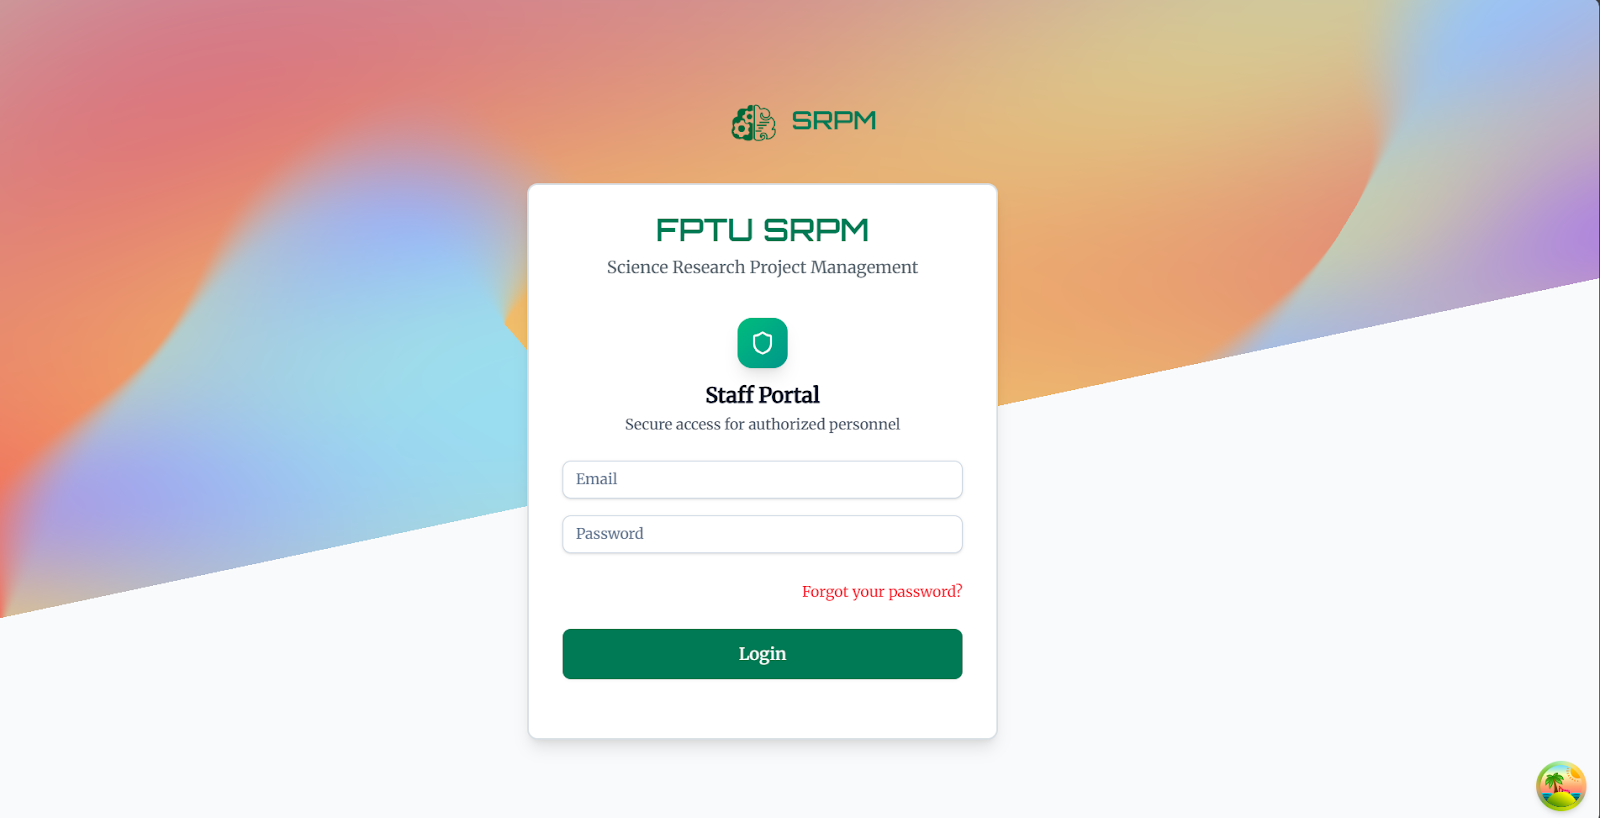 SRPM
FPTU SRPM
Science Research Project Management
Staff Portal
Secure access for authorized personnel
Email
Password
Forgot your password?
Login